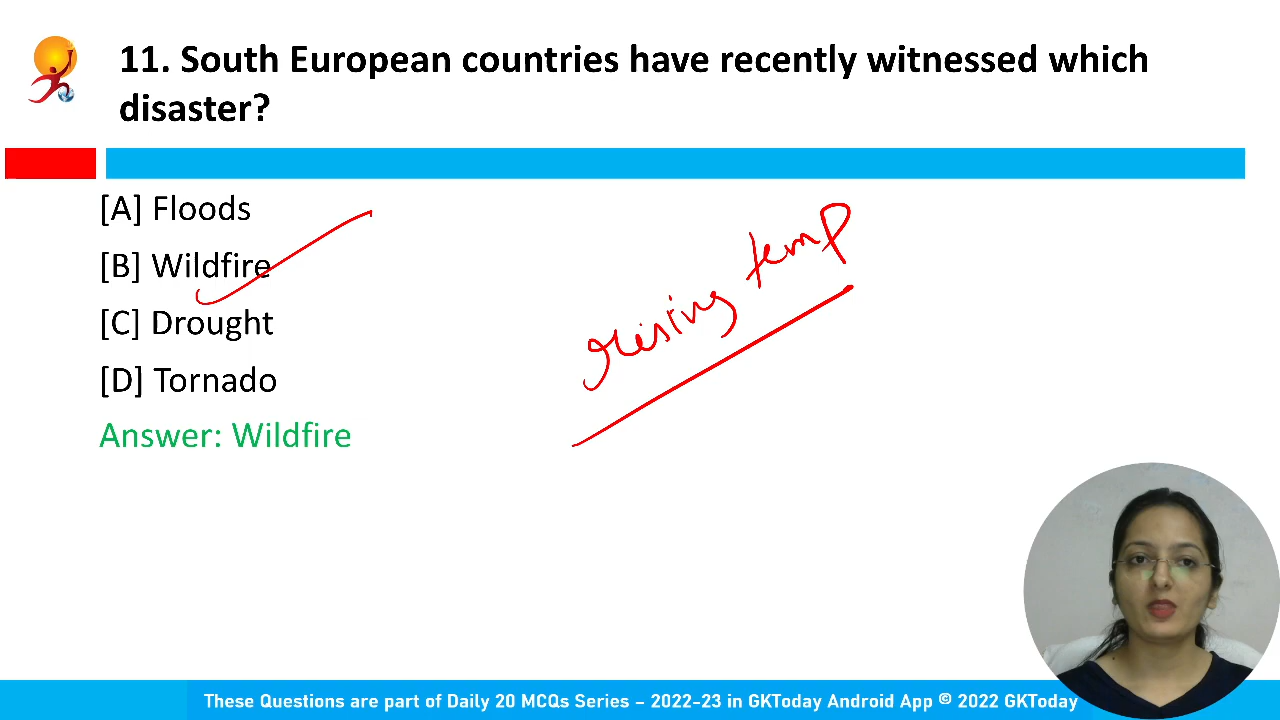 11. South European countries have recently witnessed which
disaster?
[A] Floods
[B] Wildfire
[C] Drought
[D] Tornado
Answer: Wildfire
rising temp
These Questions are part of Daily 20 MCQs Series – 2022-23 in GKToday Android App © 2022 GKToday